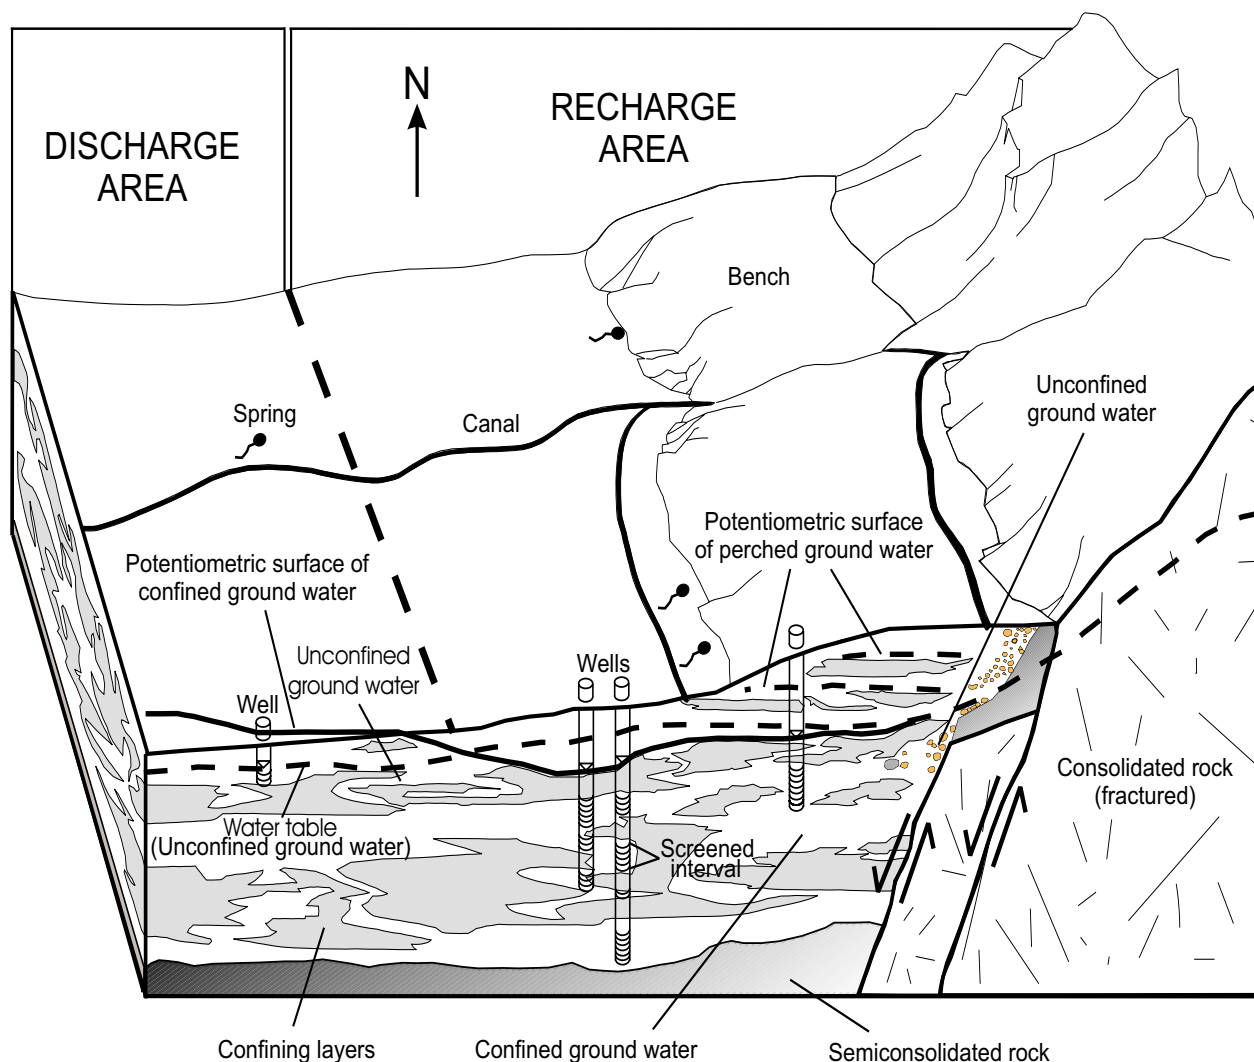 DISCHARGE
AREA
N
RECHARGE
AREA
Bench
Unconfined
ground water
Spring
Canal
Potentiometric surface
of perched ground water
Potentiometric surface of
confined ground water
Unconfined
ground water
Wells
Well
Consolidated rock
(fractured)
Water table
(Unconfined ground water)
Screened
interval
Confining layers
Confined ground water
Semiconsolidated rock